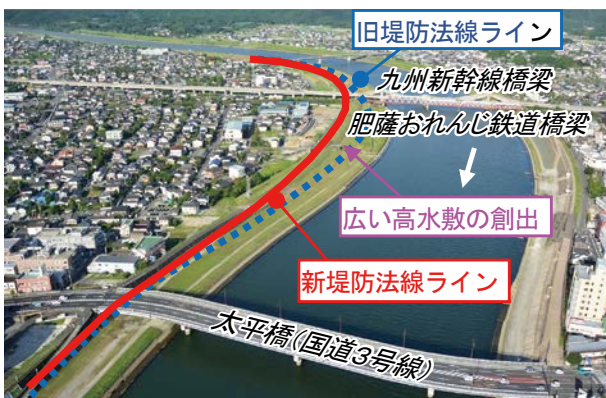 旧堤防法線ライン
九州新幹線橋梁
肥薩おれんじ鉄道橋梁
広い高水敷の創出
新堤防法線ライン
太平橋(国道3号線)